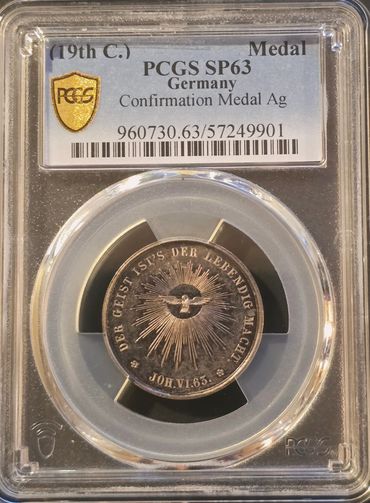 (19th C.) Medal
PCGS SP63
Germany
Confirmation Medal Ag
960730.63/57249901
PCGS
DER GEIST IST'S DER LEBENDIG MACHT
JOH. VI. 63.
PCGS